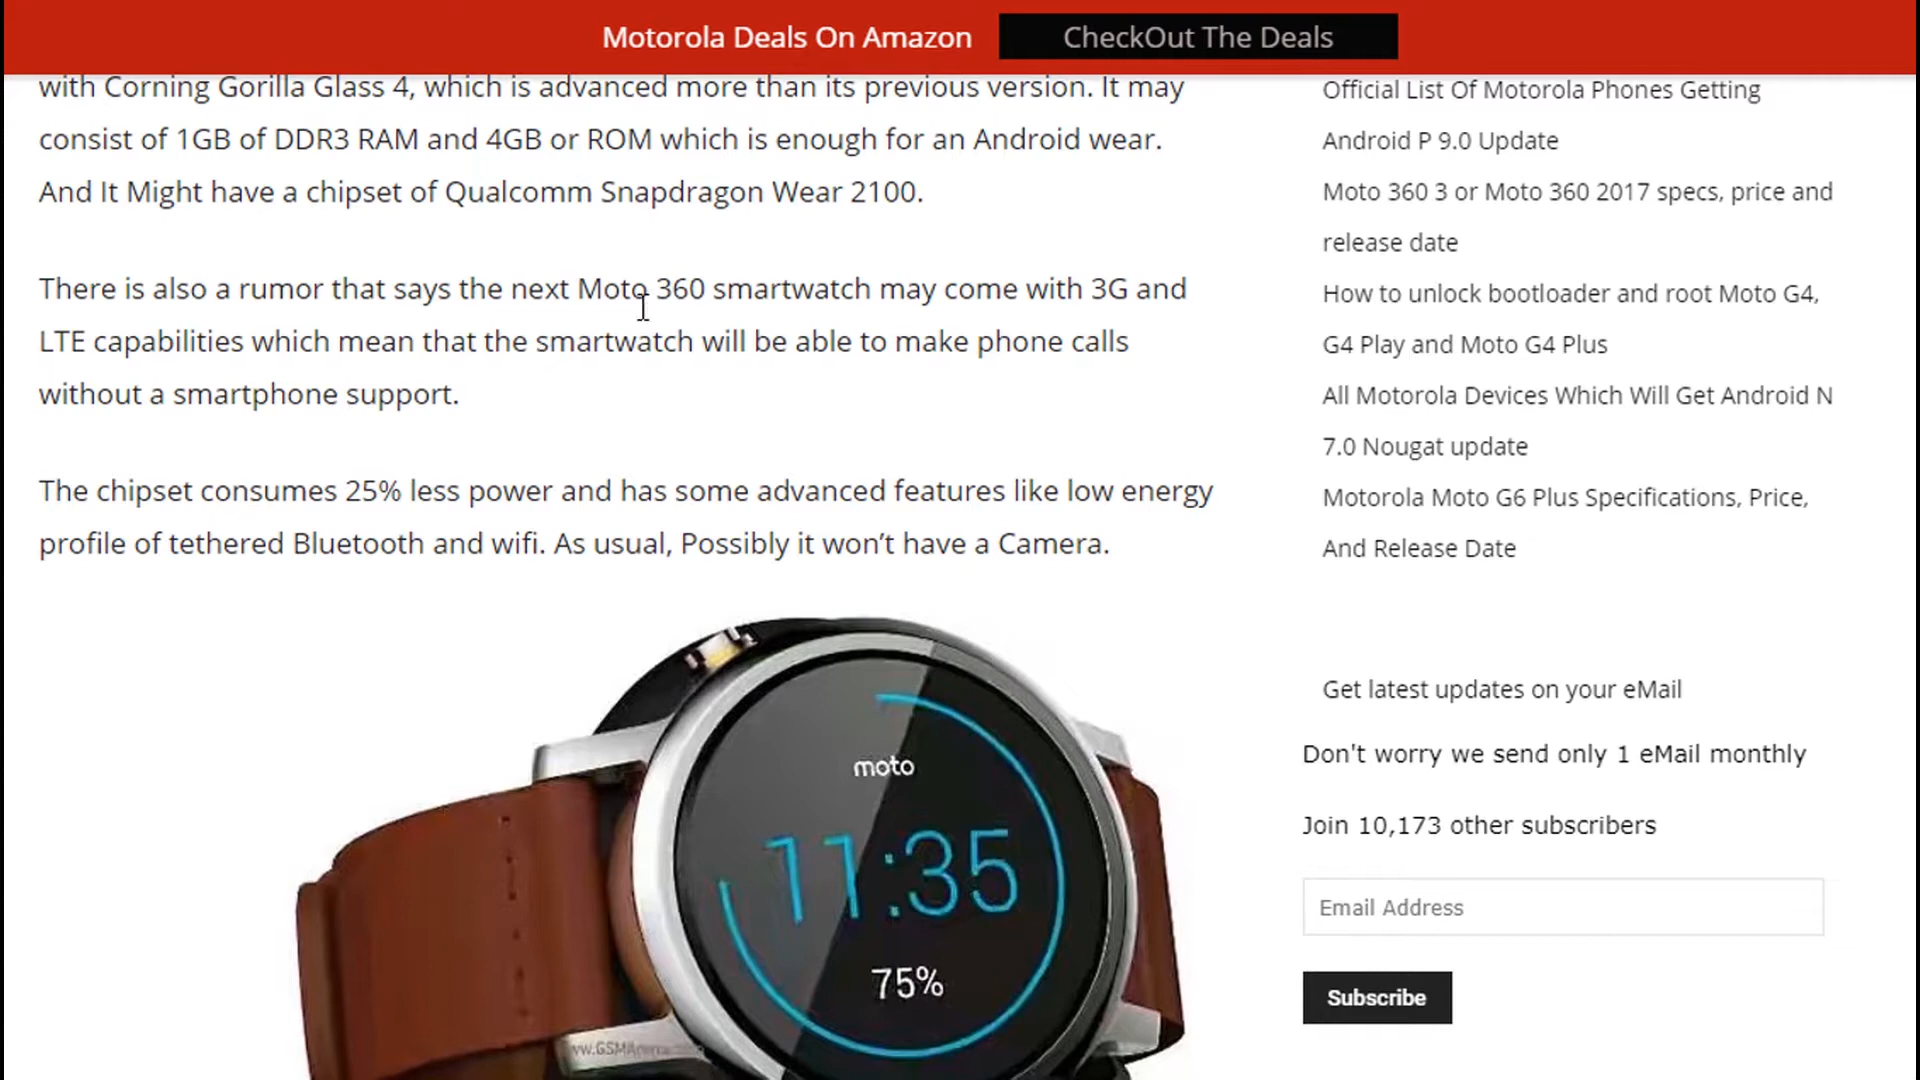 Motorola Deals On Amazon
CheckOut The Deals
with Corning Gorilla Glass 4, which is advanced more than its previous version. It may
consist of 1GB of DDR3 RAM and 4GB or ROM which is enough for an Android wear.
And It Might have a chipset of Qualcomm Snapdragon Wear 2100.
There is also a rumor that says the next Moto 360 smartwatch may come with 3G and
LTE capabilities which mean that the smartwatch will be able to make phone calls
without a smartphone support.
The chipset consumes 25% less power and has some advanced features like low energy
profile of tethered Bluetooth and wifi. As usual, Possibly it won’t have a Camera.
moto
11:35
75%
Official List Of Motorola Phones Getting
Android P 9.0 Update
Moto 360 3 or Moto 360 2017 specs, price and
release date
How to unlock bootloader and root Moto G4,
G4 Play and Moto G4 Plus
All Motorola Devices Which Will Get Android N
7.0 Nougat update
Motorola Moto G6 Plus Specifications, Price,
And Release Date
Get latest updates on your eMail
Don't worry we send only 1 eMail monthly
Join 10,173 other subscribers
Email Address
Subscribe